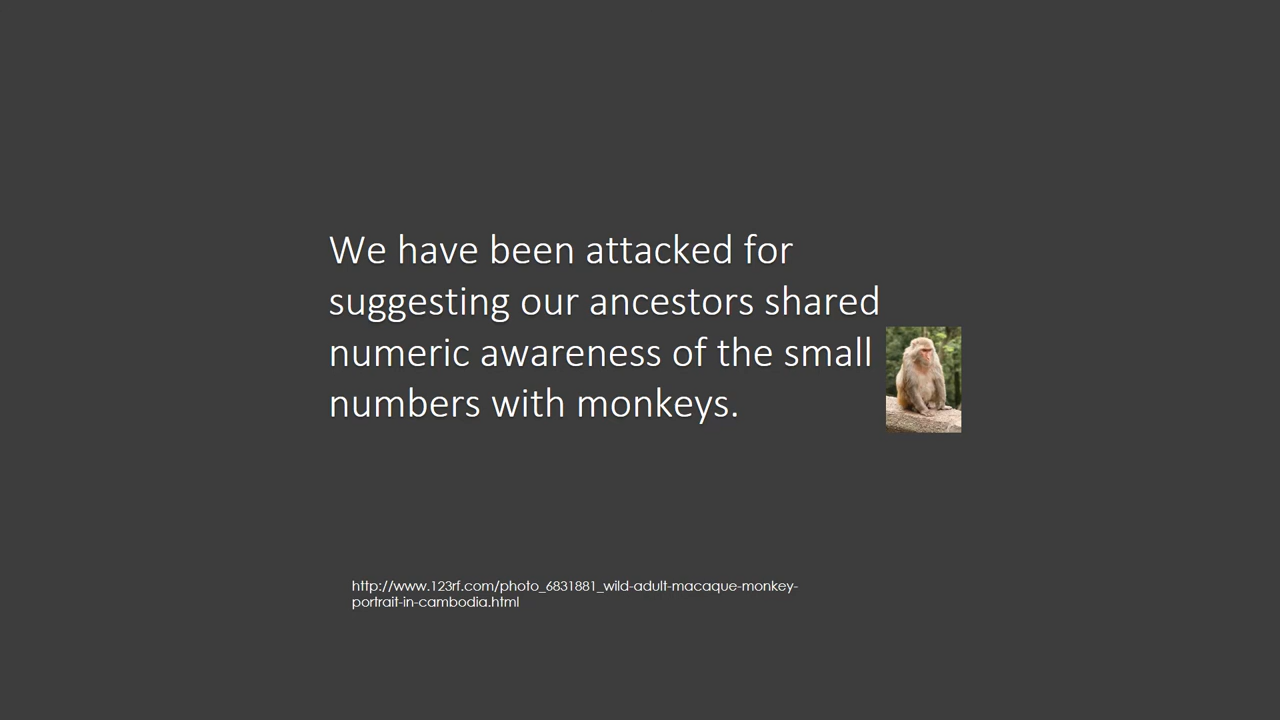 We have been attacked for
suggesting our ancestors shared
numeric awareness of the small
numbers with monkeys.
http://www.123rf.com/photo_6831881_wild-adult-macaque-monkey-
portrait-in-cambodia.html